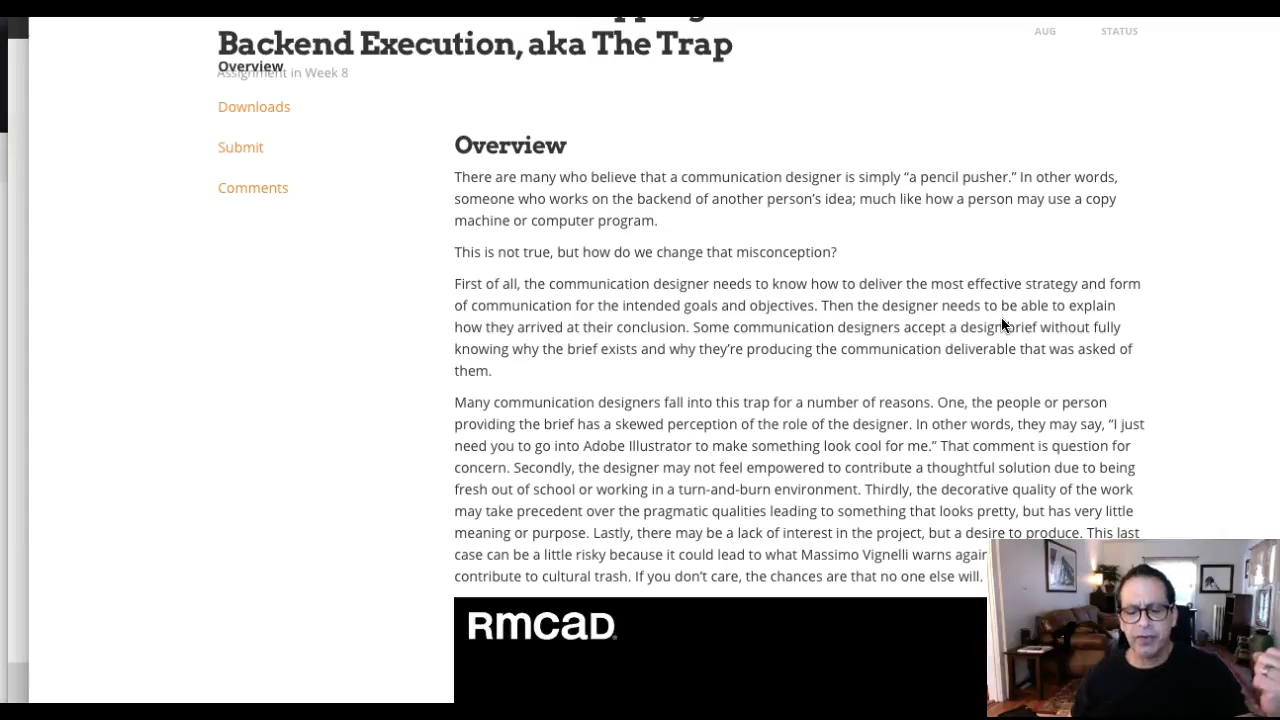 Backend Execution, aka The Trap
AUG
STATUS
Overview
Assignment in Week 8
Downloads
Submit
Comments
Overview
There are many who believe that a communication designer is simply “a pencil pusher.” In other words,
someone who works on the backend of another person’s idea; much like how a person may use a copy
machine or computer program.
This is not true, but how do we change that misconception?
First of all, the communication designer needs to know how to deliver the most effective strategy and form
of communication for the intended goals and objectives. Then the designer needs to be able to explain
how they arrived at their conclusion. Some communication designers accept a design brief without fully
knowing why the brief exists and why they’re producing the communication deliverable that was asked of
them.
Many communication designers fall into this trap for a number of reasons. One, the people or person
providing the brief has a skewed perception of the role of the designer. In other words, they may say, “I just
need you to go into Adobe Illustrator to make something look cool for me.” That comment is question for
concern. Secondly, the designer may not feel empowered to contribute a thoughtful solution due to being
fresh out of school or working in a turn-and-burn environment. Thirdly, the decorative quality of the work
may take precedent over the pragmatic qualities leading to something that looks pretty, but has very little
meaning or purpose. Lastly, there may be a lack of interest in the project, but a desire to produce. This last
case can be a little risky because it could lead to what Massimo Vignelli warns
contribute to cultural trash. If you don’t care, the chances are that no one else will.
RMCAD